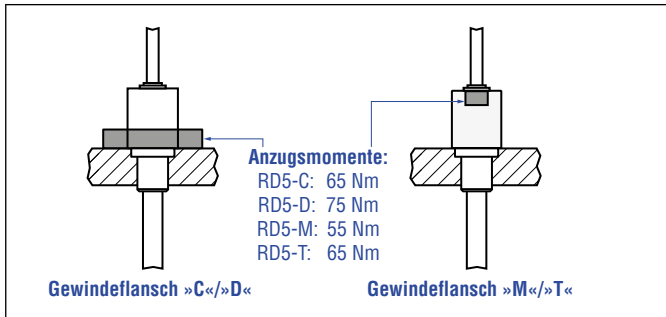 Anzugsmomente:
RD5-C: 65 Nm
RD5-D: 75 Nm
RD5-M: 55 Nm
RD5-T: 65 Nm
Gewindeflansch »C«/»D«
Gewindeflansch »M«/»T«